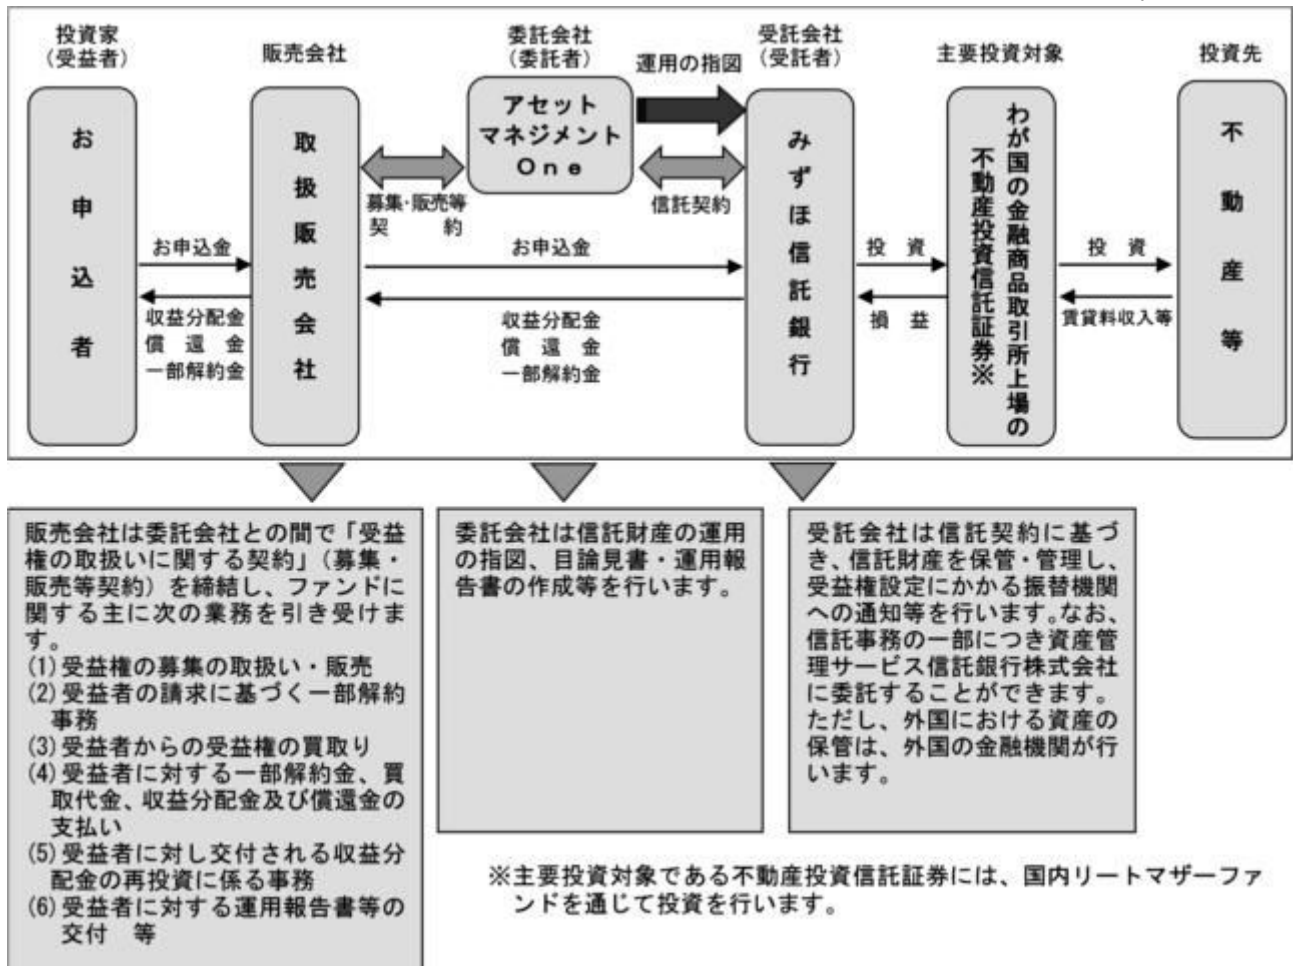 投資家
(受益者)
販売会社
委託会社
(委託者)
運用の指図
受託会社
(受託者)
主要投資対象
投資先
お申込者
取扱販売会社
アセット
マネジメント
One
みずほ信託銀行
わが国の金融商品取引所上場の
不動産投資信託証券※
不動産等
募集・販売等
契 約
信託契約
お申込金
収益分配金
償 還 金
一部解約金
お申込金
収益分配金
償 還 金
一部解約金
投 資
損 益
投 資
賃貸料収入等
販売会社は委託会社との間で「受益
権の取扱いに関する契約」(募集・
販売等契約)を締結し、ファンドに
関する主に次の業務を引き受けま
す。
(1)受益権の募集の取扱い・販売
(2)受益者の請求に基づく一部解約
事務
(3)受益者からの受益権の買取り
(4)受益者に対する一部解約金、買
取代金、収益分配金及び償還金の
支払い
(5)受益者に対し交付される収益分
配金の再投資に係る事務
(6)受益者に対する運用報告書等の
交付 等
委託会社は信託財産の運用
の指図、目論見書・運用報
告書の作成等を行います。
受託会社は信託契約に基づ
き、信託財産を保管・管理し、
受益権設定にかかる振替機関
への通知等を行います。なお、
信託事務の一部につき資産管
理サービス信託銀行株式会社
に委託することができます。
ただし、外国における資産の
保管は、外国の金融機関が行
います。
※主要投資対象である不動産投資信託証券には、国内リートマザーファ
ンドを通じて投資を行います。